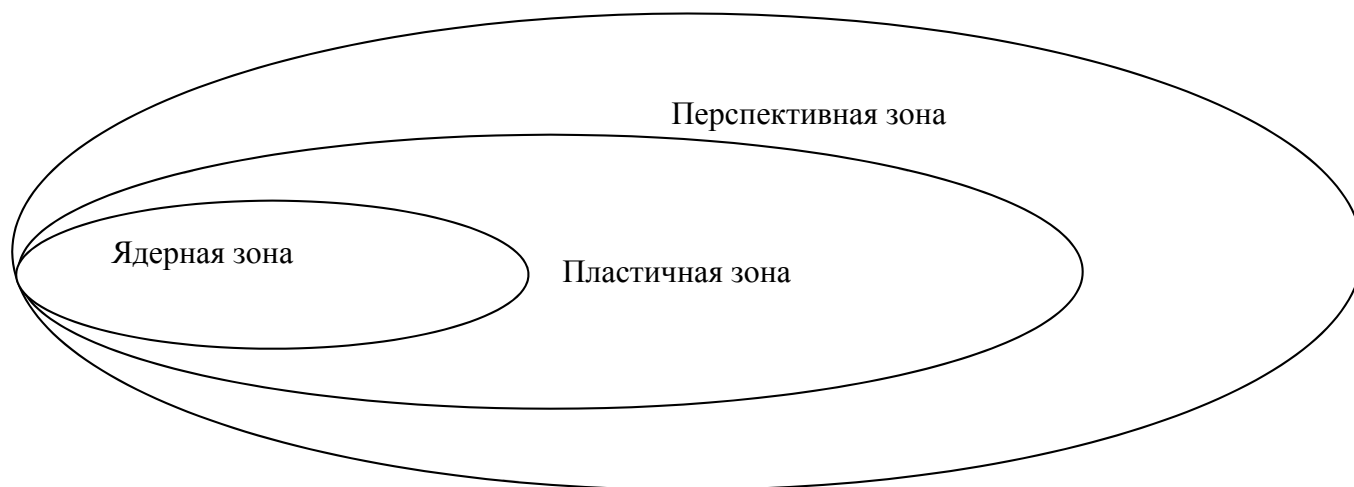 Перспективная зона
Ядерная зона
Пластичная зона